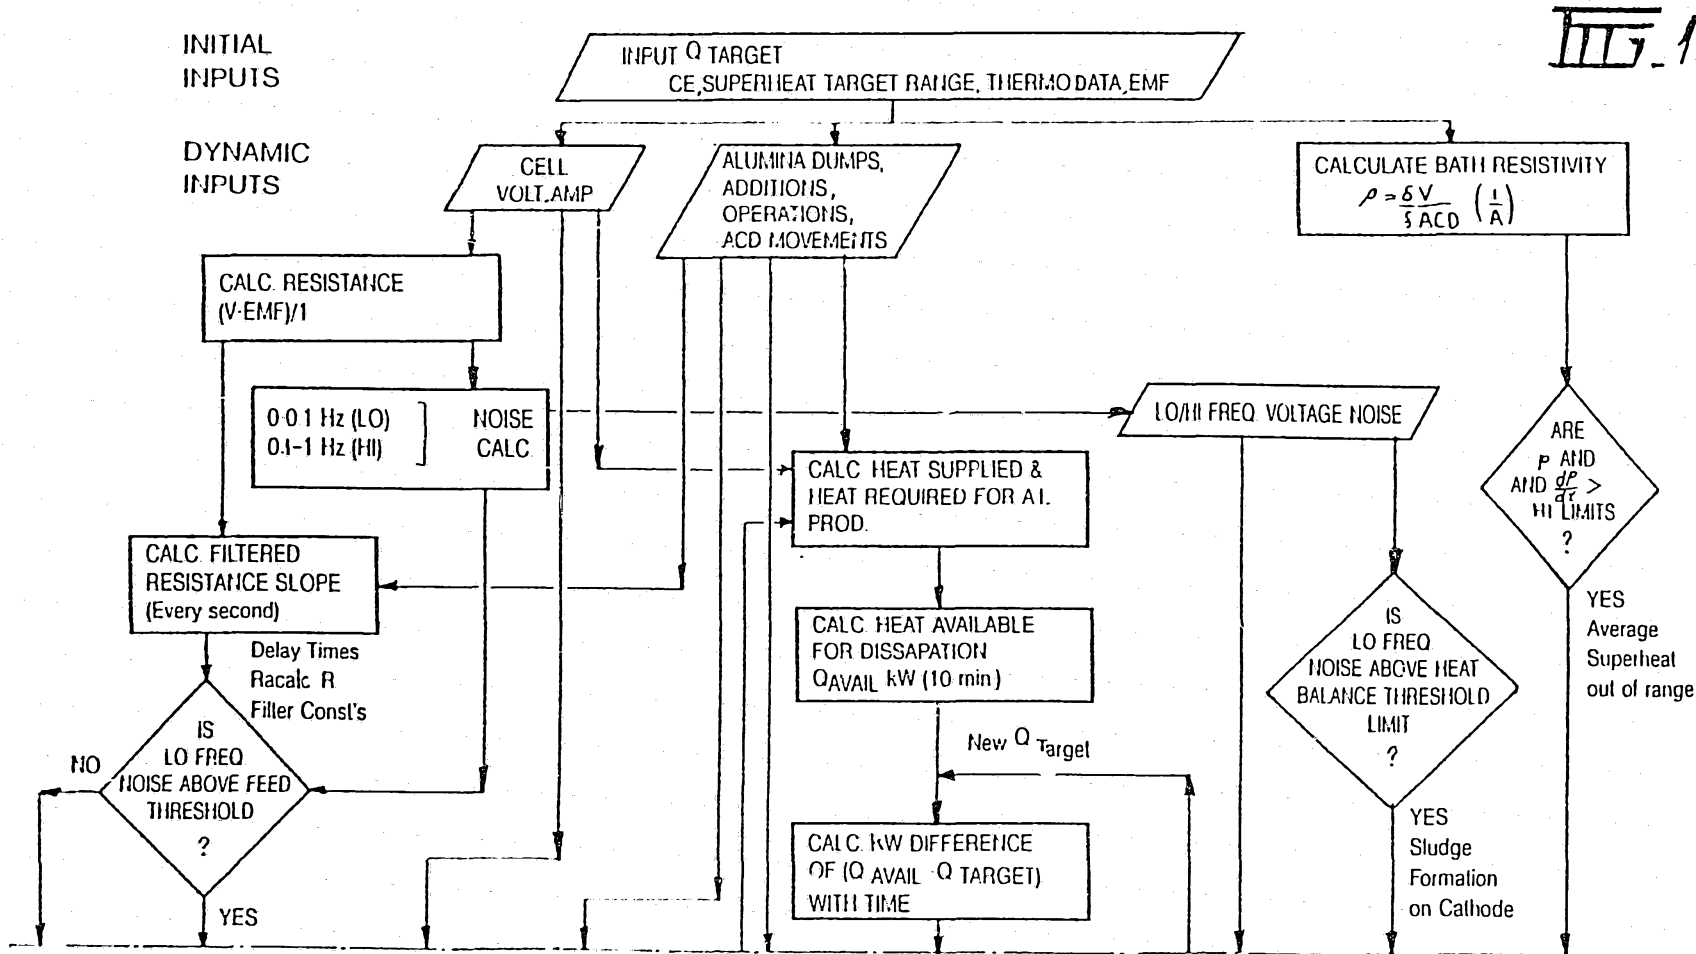 FIG. 1
INITIAL
INPUTS
INPUT Q TARGET
CE, SUPERHEAT TARGET RANGE, THERMO DATA, EMF
DYNAMIC
INPUTS
CELL
VOLT.AMP
ALUMINA DUMPS,
ADDITIONS,
OPERATIONS,
ACD MOVEMENTS
CALCULATE BATH RESISTIVITY
ρ = δV / δ ACD (1/A)
CALC. RESISTANCE
(V-EMF)/1
0-0.1 Hz (LO) ] NOISE
0.1-1 Hz (HI) CALC
LO/HI FREQ. VOLTAGE NOISE
ARE
ρ AND
AND dρ/dτ >
HI LIMITS
?
CALC HEAT SUPPLIED &
HEAT REQUIRED FOR AL.
PROD.
CALC. FILTERED
RESISTANCE SLOPE
(Every second)
Delay Times
Racalc R
Filter Const's
CALC. HEAT AVAILABLE
FOR DISSAPATION
QAVAIL kW (10 min)
IS
LO FREQ
NOISE ABOVE HEAT
BALANCE THRESHOLD
LIMIT
?
YES
Average
Superheat
out of range
New Q Target
NO
IS
LO FREQ
NOISE ABOVE FEED
THRESHOLD
?
YES
CALC. kW DIFFERENCE
OF (Q AVAIL - Q TARGET)
WITH TIME
YES
Sludge
Formation
on Cathode